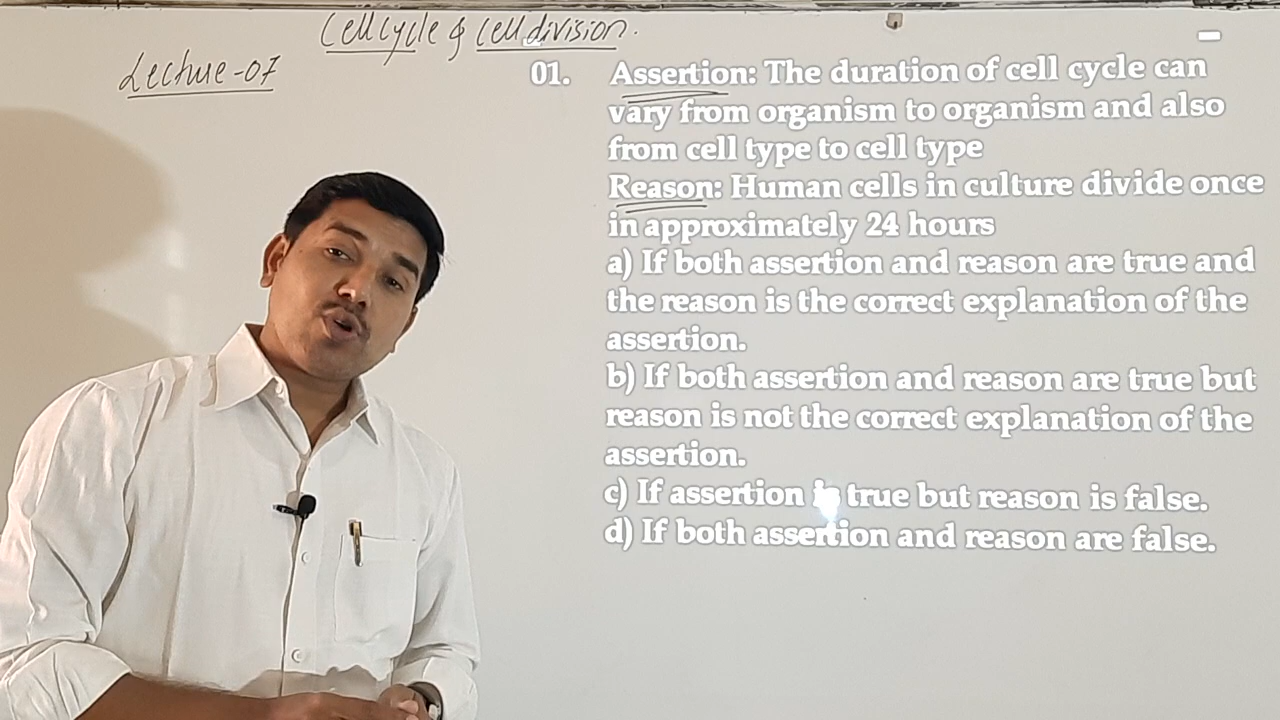 Cell cycle & cell division.
Lecture-07
01. Assertion: The duration of cell cycle can
vary from organism to organism and also
from cell type to cell type
Reason: Human cells in culture divide once
in approximately 24 hours
a) If both assertion and reason are true and
the reason is the correct explanation of the
assertion.
b) If both assertion and reason are true but
reason is not the correct explanation of the
assertion.
c) If assertion is true but reason is false.
d) If both assertion and reason are false.